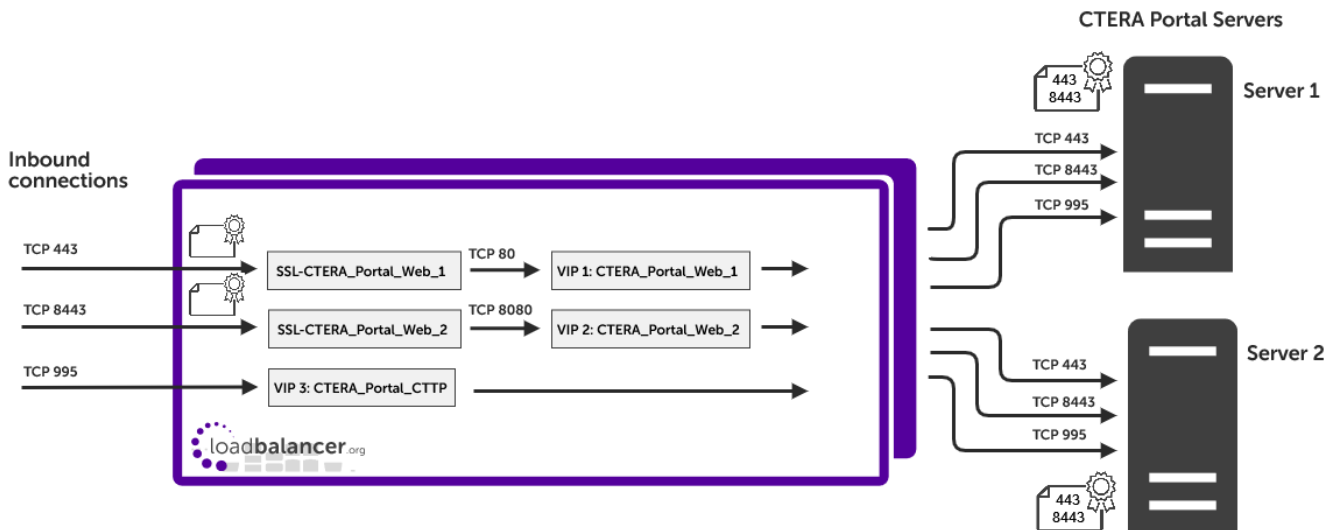 CTERA Portal Servers
443
8443
Server 1
TCP 443
TCP 8443
TCP 995
Inbound
connections
TCP 443
SSL-CTERA_Portal_Web_1
TCP 80
VIP 1: CTERA_Portal_Web_1
TCP 8443
SSL-CTERA_Portal_Web_2
TCP 8080
VIP 2: CTERA_Portal_Web_2
TCP 995
VIP 3: CTERA_Portal_CTTP
loadbalancer.org
Server 2
TCP 443
TCP 8443
TCP 995
443
8443